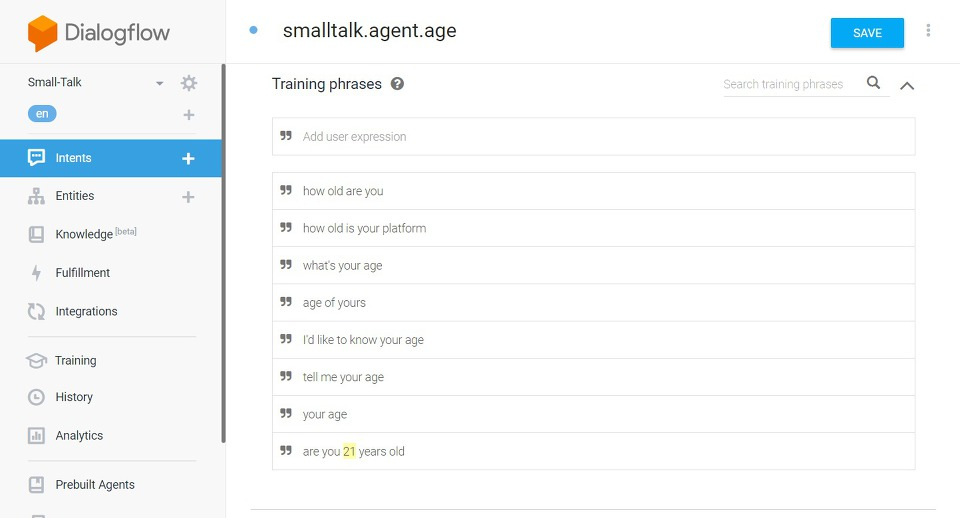 Dialogflow
smalltalk.agent.age
SAVE
Small-Talk
en
Intents
Entities
Knowledge [beta]
Fulfillment
Integrations
Training
History
Analytics
Prebuilt Agents
Training phrases ?
Search training phrases
Add user expression
how old are you
how old is your platform
what's your age
age of yours
I'd like to know your age
tell me your age
your age
are you 21 years old